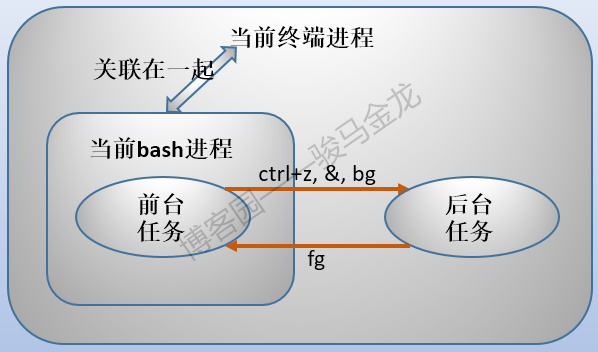 当前终端进程
关联在一起
当前bash进程
ctrl+z, &, bg
前台
任务
后台
任务
fg
博客园——骏马金龙